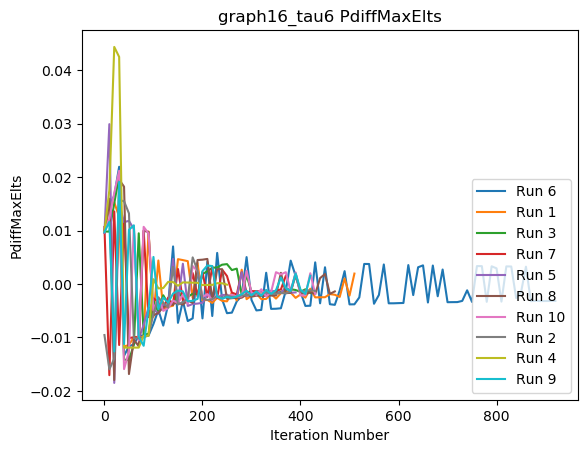 graph16_tau6 PdiffMaxElts
PdiffMaxElts
0.04
0.03
0.02
0.01
0.00
−0.01
−0.02
0
200
400
600
800
Iteration Number
Run 6
Run 1
Run 3
Run 7
Run 5
Run 8
Run 10
Run 2
Run 4
Run 9